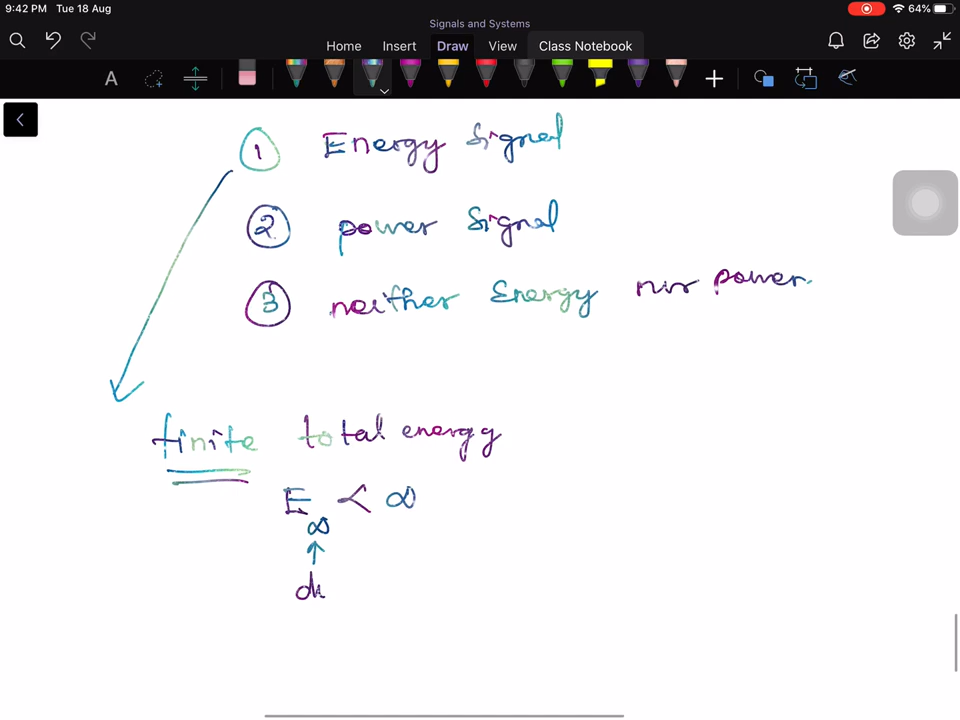 9:42 PM Tue 18 Aug
64%
Signals and Systems
Home Insert Draw View Class Notebook
A
1 Energy signal
2 power signal
3 neither Energy nor power.
finite total energy
E∞ < ∞